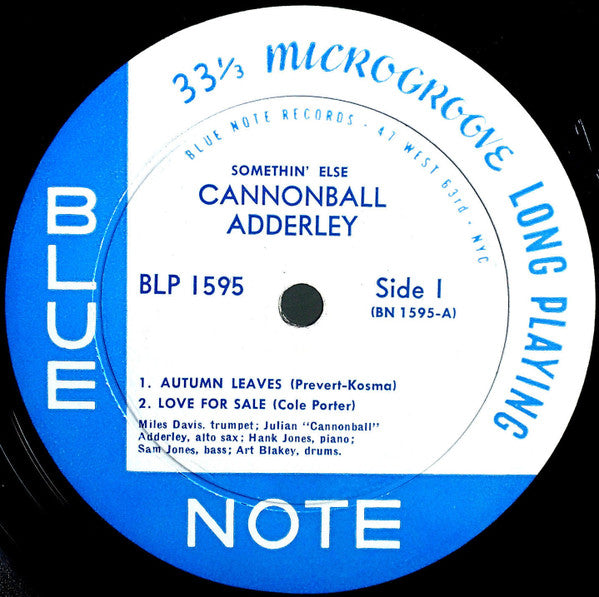 33⅓ MICROGROOVE LONG PLAYING
BLUE NOTE RECORDS - 47 WEST 63rd - NYC
SOMETHIN' ELSE
CANNONBALL
ADDERLEY
BLP 1595
Side 1
(BN 1595-A)
1. AUTUMN LEAVES (Prevert-Kosma)
2. LOVE FOR SALE (Cole Porter)
Miles Davis, trumpet; Julian "Cannonball"
Adderley, alto sax; Hank Jones, piano;
Sam Jones, bass; Art Blakey, drums.
BLUE
NOTE